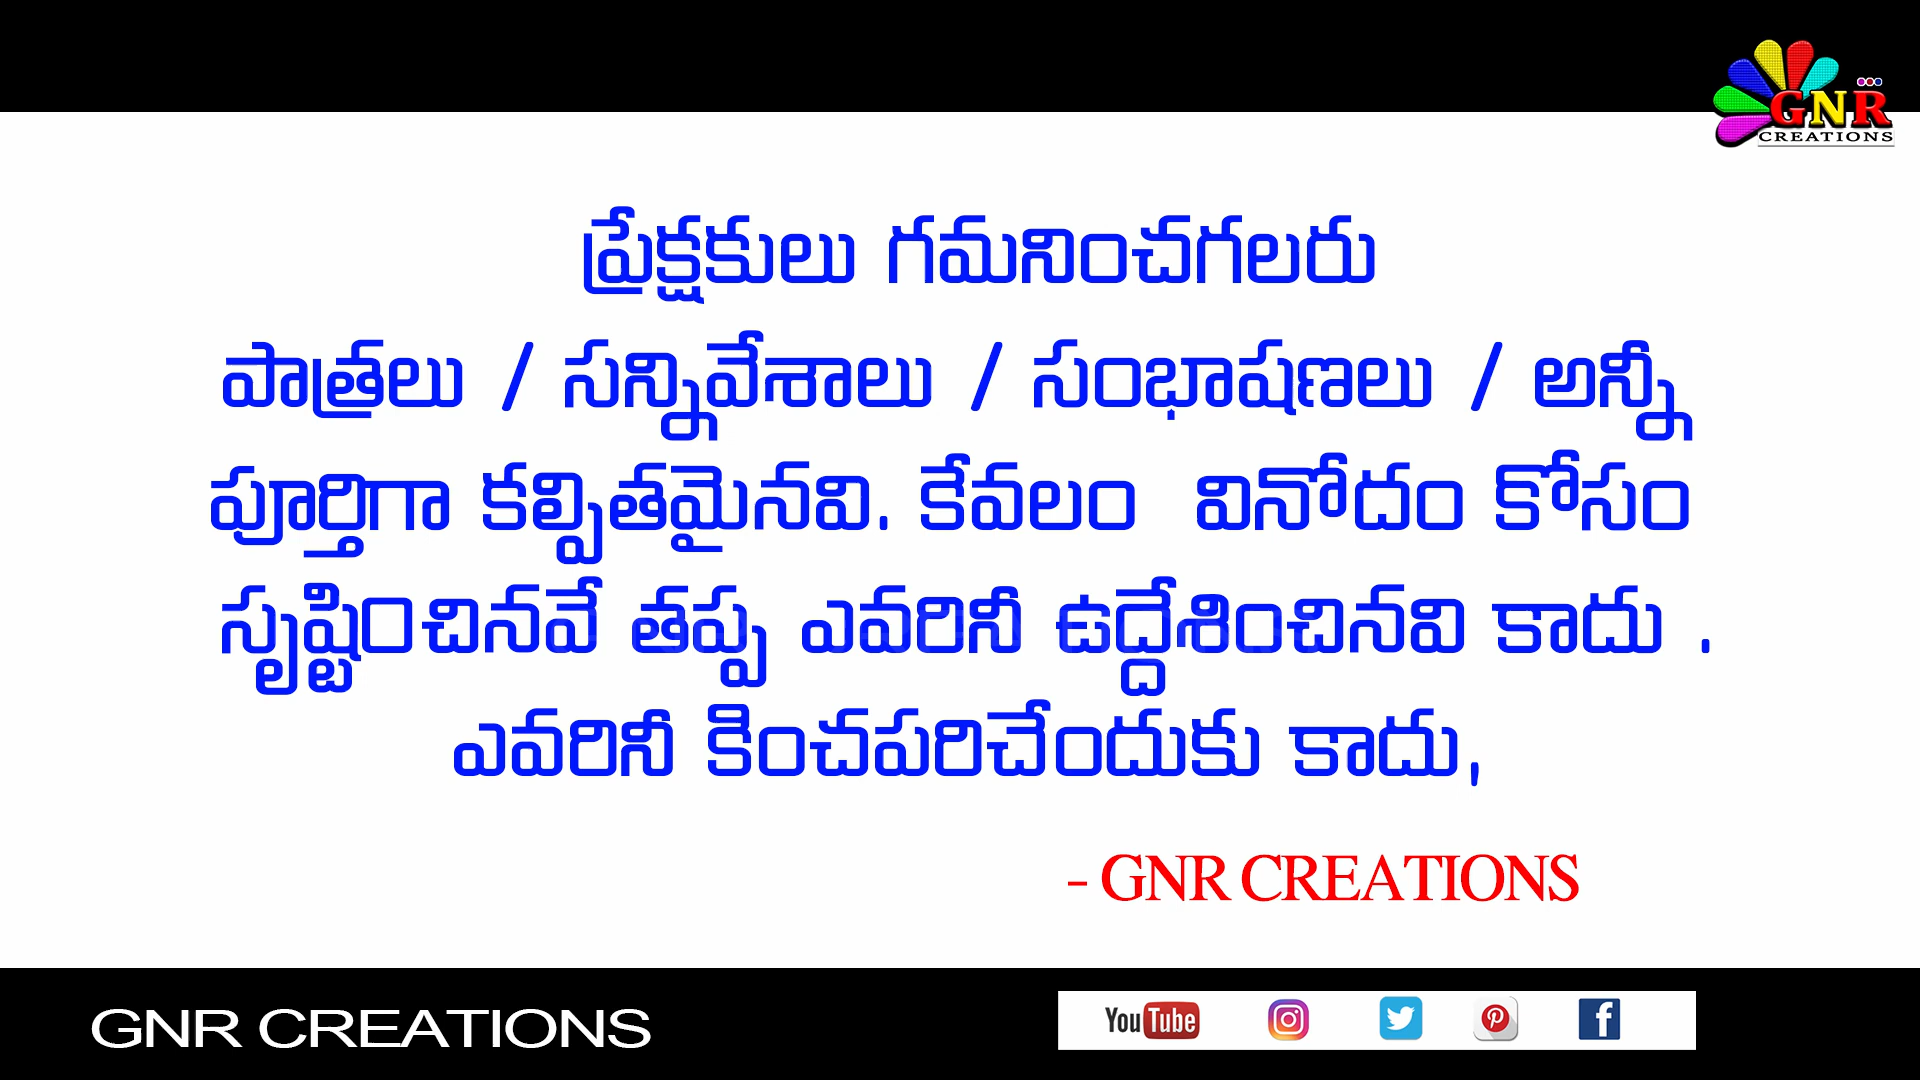 GNR
CREATIONS
ప్రేక్షకులు గమనించగలరు
పాత్రలు / సన్నివేశాలు / సంభాషణలు / అన్నీ
పూర్తిగా కల్పితమైనవి. కేవలం వినోదం కోసం
సృష్టించినవే తప్ప ఎవరినీ ఉద్దేశించినవి కాదు .
ఎవరినీ కించపరిచేందుకు కాదు,
- GNR CREATIONS
GNR CREATIONS
YouTube